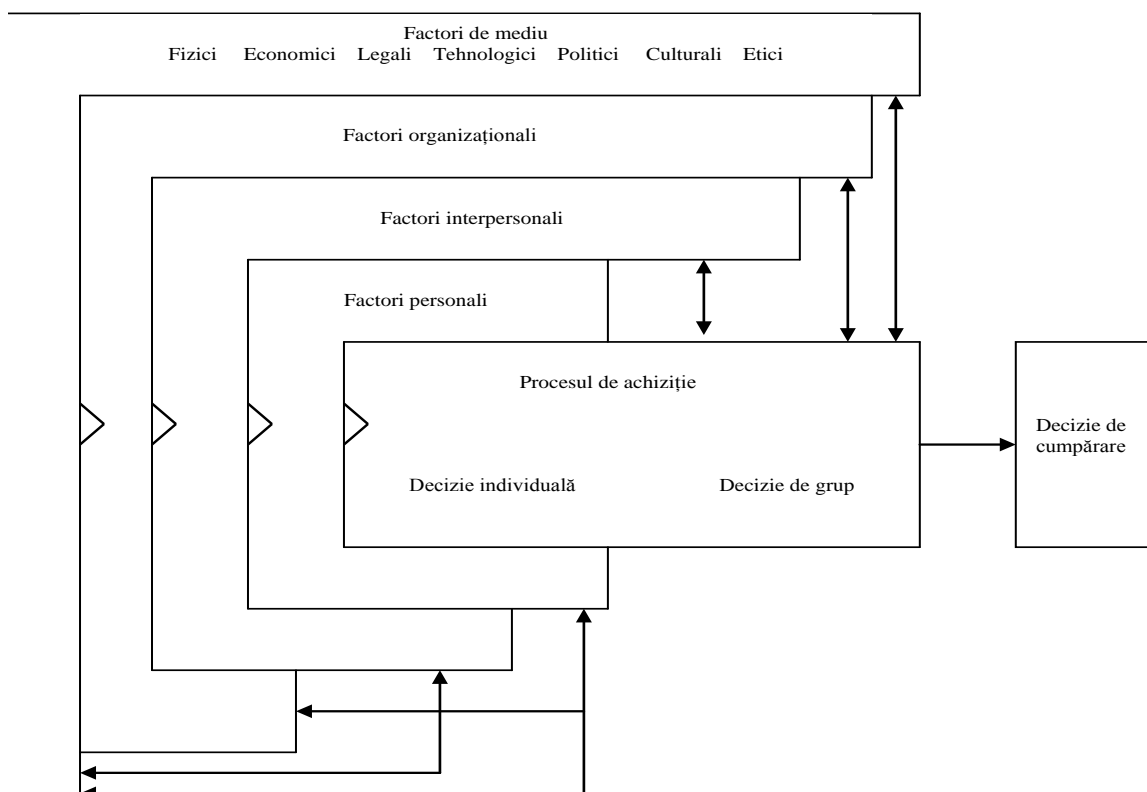 Factori de mediu
Fizici Economici Legali Tehnologici Politici Culturali Etici
Factori organizaționali
Factori interpersonali
Factori personali
Procesul de achiziție
Decizie individuală
Decizie de grup
Decizie de
cumpărare